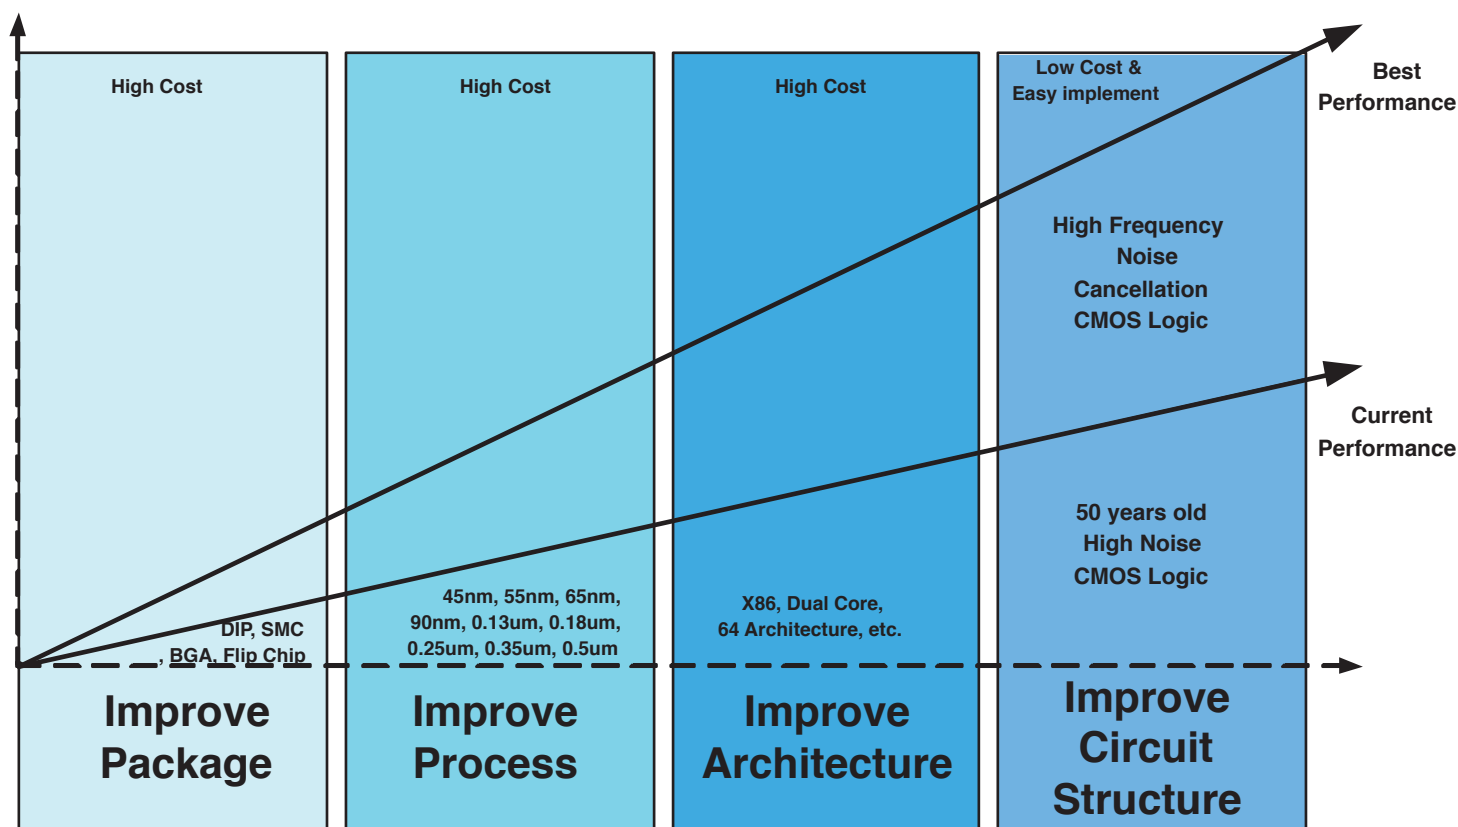 High Cost
High Cost
High Cost
Low Cost &
Easy implement
Best
Performance
High Frequency
Noise
Cancellation
CMOS Logic
Current
Performance
50 years old
High Noise
CMOS Logic
DIP, SMC
, BGA, Flip Chip
45nm, 55nm, 65nm,
90nm, 0.13um, 0.18um,
0.25um, 0.35um, 0.5um
X86, Dual Core,
64 Architecture, etc.
Improve
Package
Improve
Process
Improve
Architecture
Improve
Circuit
Structure